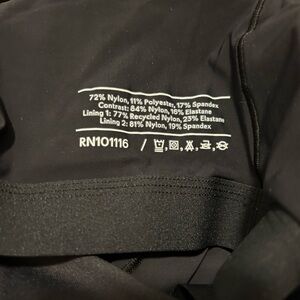 72% Nylon, 11% Polyester, 17% Spandex
Contrast: 84% Nylon, 16% Elastane
Lining 1: 77% Recycled Nylon, 23% Elastane
Lining 2: 81% Nylon, 19% Spandex
RN101116 /